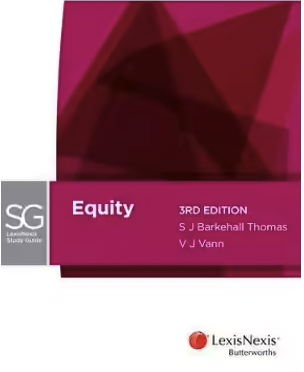 SG
LexisNexis
Study Guide
Equity
3RD EDITION
S J Barkehall Thomas
V J Vann
LexisNexis®
Butterworths